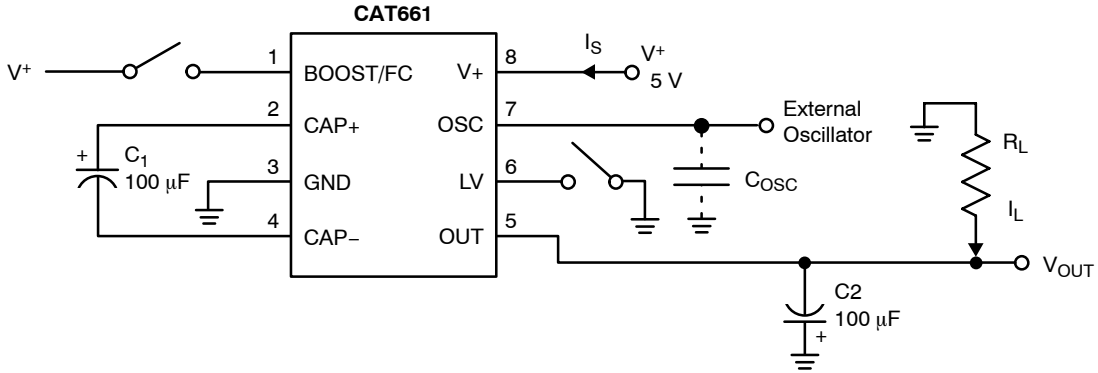 CAT661
V+
1
BOOST/FC
2
CAP+
+
C1
100 μF
3
GND
4
CAP−
V+
8
IS
V+
5 V
OSC
7
External
Oscillator
LV
6
COSC
OUT
5
RL
IL
VOUT
C2
100 μF
+